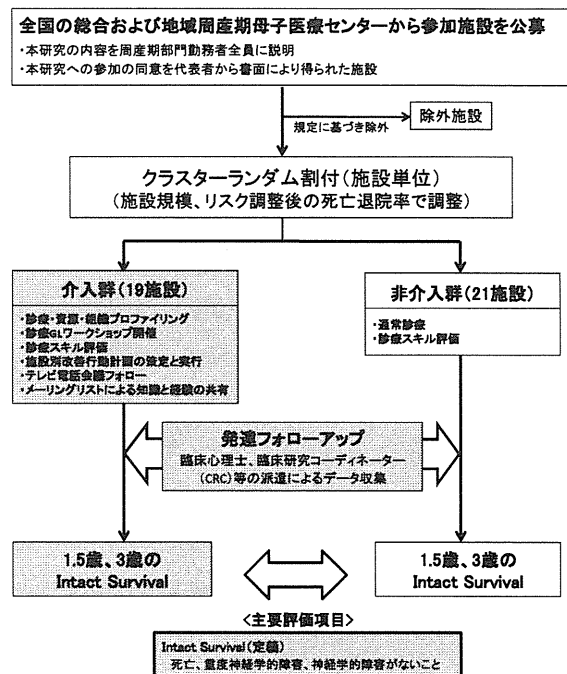 全国の総合および地域周産期母子医療センターから参加施設を公募
・本研究の内容を周産期部門勤務者全員に説明
・本研究への参加の同意を代表者から書面により得られた施設
規定に基づき除外
除外施設
クラスターランダム割付(施設単位)
(施設規模、リスク調整後の死亡退院率で調整)
介入群(19施設)
・診療・資源・組織プロファイリング
・診療GLワークショップ開催
・診療スキル評価
・施設別改善行動計画の策定と実行
・テレビ電話会議フォロー
・メーリングリストによる知識と経験の共有
非介入群(21施設)
・通常診療
・診療スキル評価
発達フォローアップ
臨床心理士、臨床研究コーディネーター
(CRC)等の派遣によるデータ収集
1.5歳、3歳の
Intact Survival
1.5歳、3歳の
Intact Survival
<主要評価項目>
Intact Survival(定義)
死亡、重度神経学的障害、神経学的障害がないこと